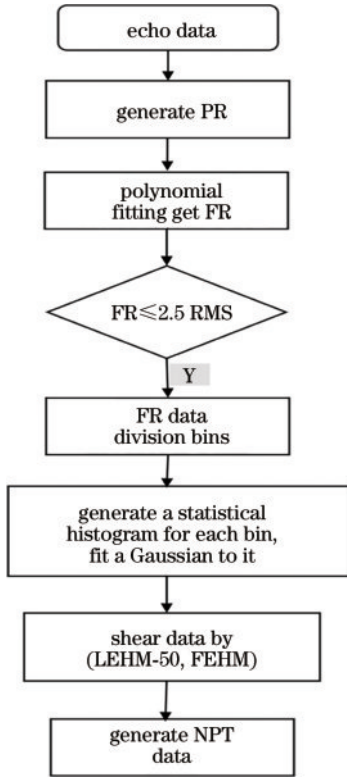 echo data
generate PR
polynomial
fitting get FR
FR⩽2.5 RMS
Y
FR data
division bins
generate a statistical
histogram for each bin,
fit a Gaussian to it
shear data by
(LEHM-50, FEHM)
generate NPT
data